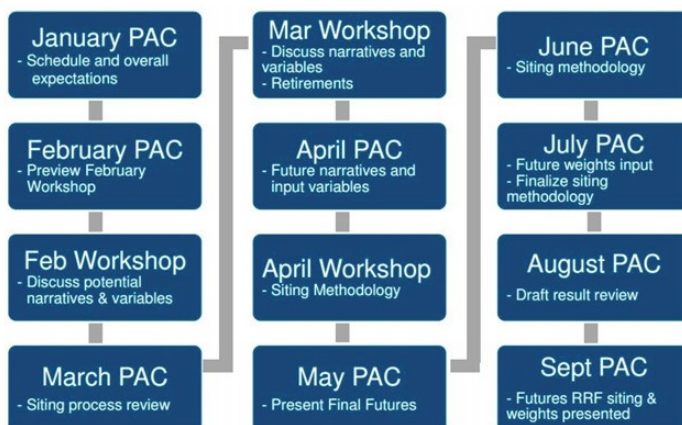 January PAC
- Schedule and overall
expectations
February PAC
- Preview February
Workshop
Feb Workshop
- Discuss potential
narratives & variables
March PAC
- Siting process review
Mar Workshop
- Discuss narratives and
variables
- Retirements
April PAC
- Future narratives and
input variables
April Workshop
- Siting Methodology
May PAC
- Present Final Futures
June PAC
- Siting methodology
July PAC
- Future weights input
- Finalize siting
methodology
August PAC
- Draft result review
Sept PAC
- Futures RRF siting &
weights presented